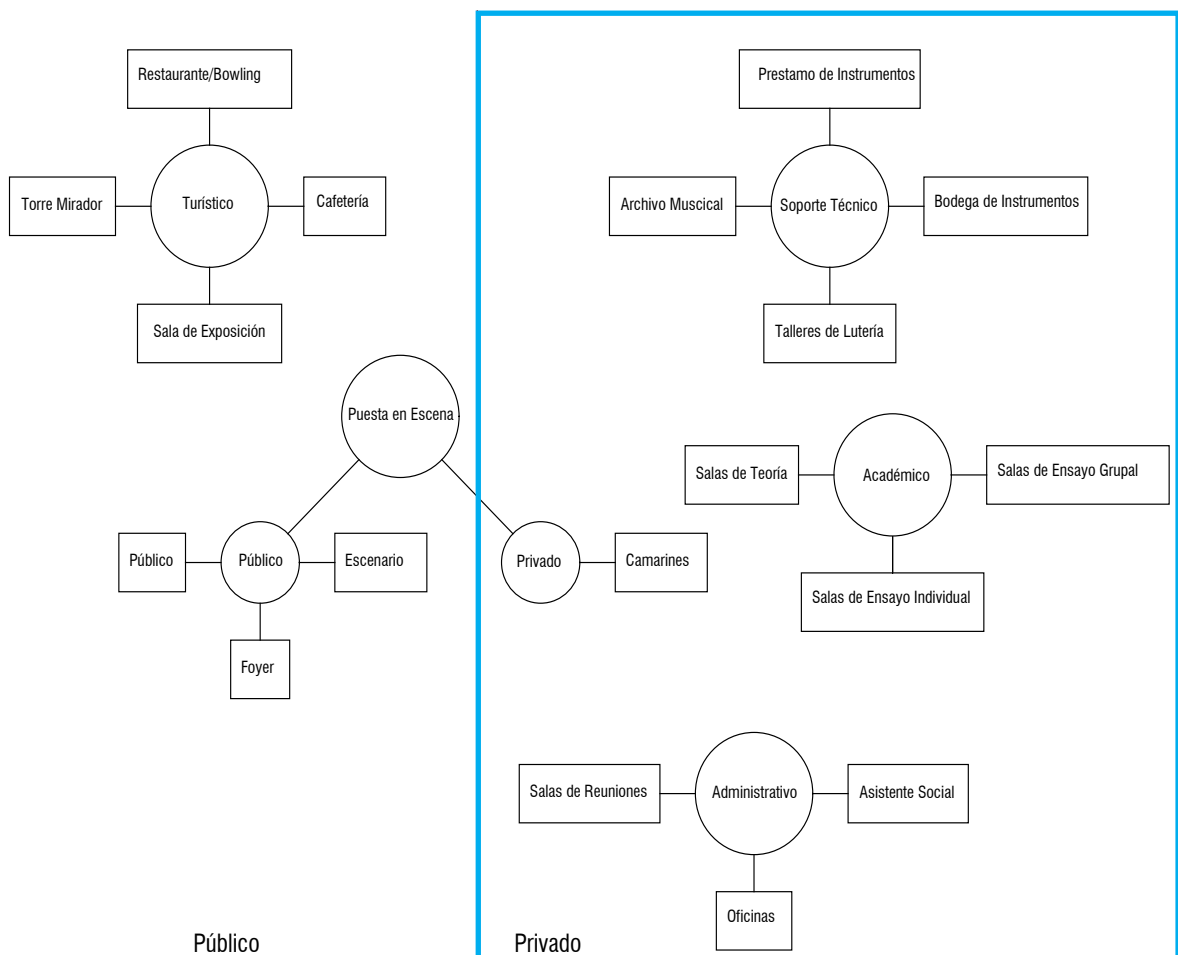 Restaurante/Bowling
Torre Mirador
Turístico
Cafetería
Sala de Exposición
Puesta en Escena
Público
Público
Escenario
Foyer
Privado
Camarines
Prestamo de Instrumentos
Archivo Muscical
Soporte Técnico
Bodega de Instrumentos
Talleres de Lutería
Salas de Teoría
Académico
Salas de Ensayo Grupal
Salas de Ensayo Individual
Salas de Reuniones
Administrativo
Asistente Social
Oficinas
Público
Privado